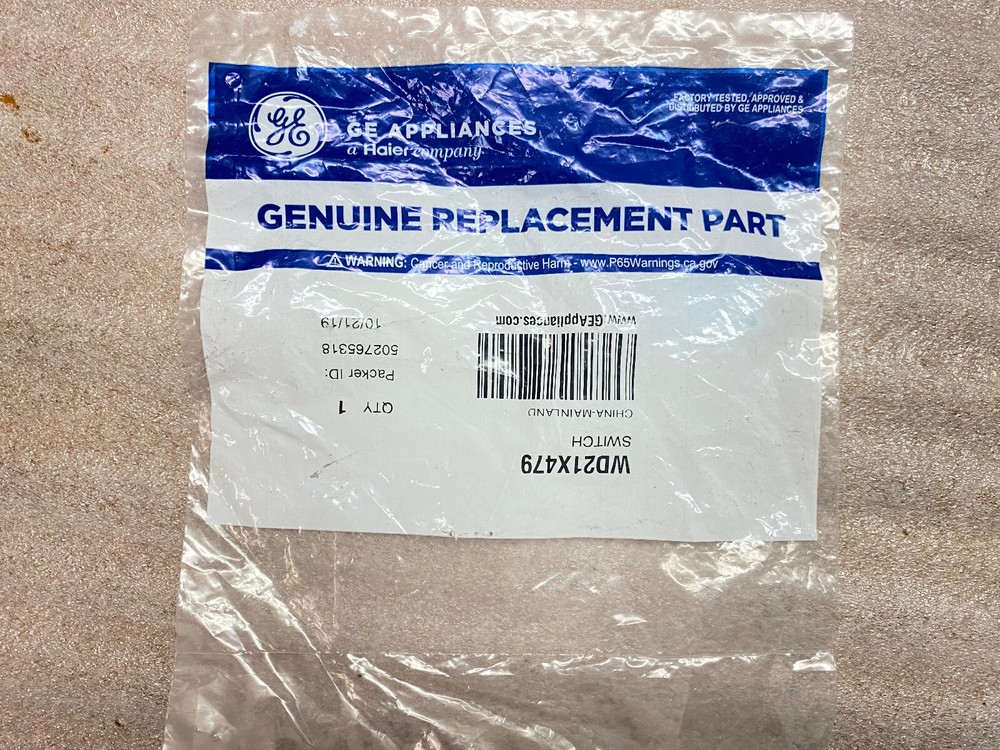 GE
GE APPLIANCES
a Haier company
FACTORY TESTED, APPROVED &
DISTRIBUTED BY GE APPLIANCES
GENUINE REPLACEMENT PART
WARNING: Cancer and Reproductive Harm - www.P65Warnings.ca.gov
WD21X479
SWITCH
CHINA-MAINLAND
QTY 1
Packer ID:
502765318
www.GEAppliances.com
10/21/19